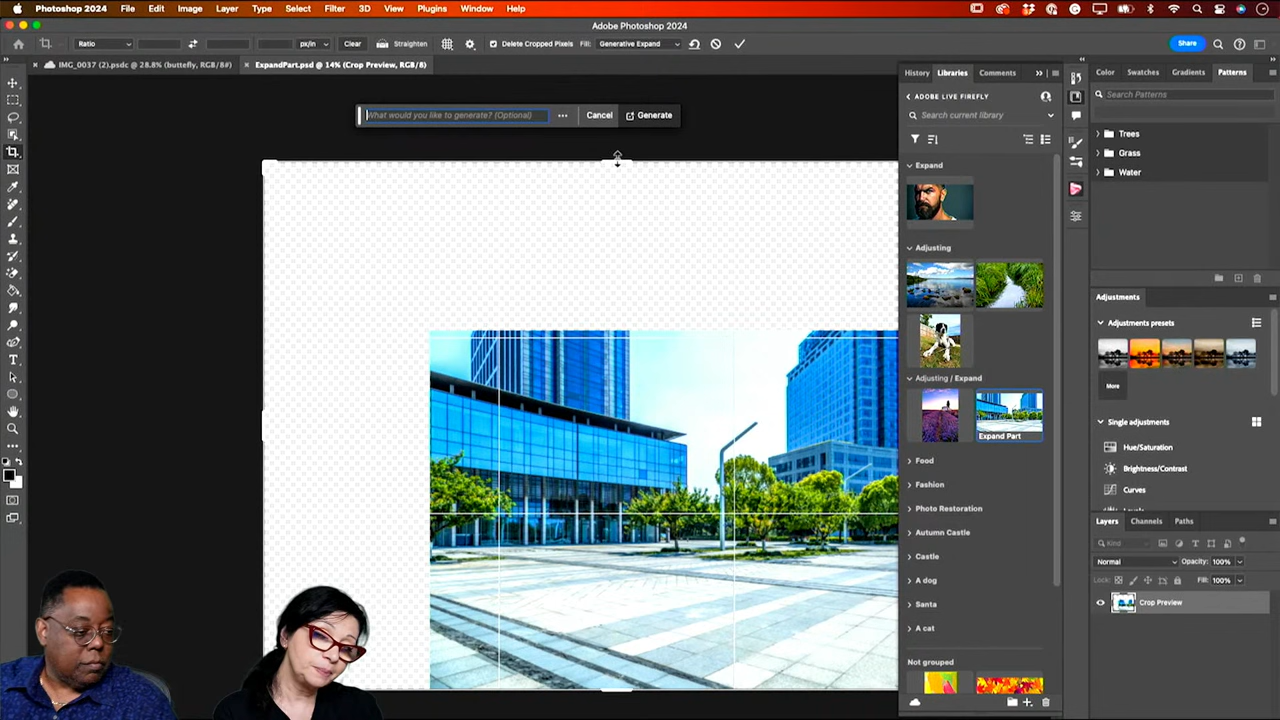 Photoshop 2024 File Edit Image Layer Type Select Filter 3D View Plugins Window Help
Adobe Photoshop 2024
Ratio px/in Clear Straighten Delete Cropped Pixels Fill: Generative Expand Share
IMG_0037 (2).psdc @ 28.8% (buttefly, RGB/8#) ExpandPart.psd @ 14% (Crop Preview, RGB/8)
What would you like to generate? (Optional) Cancel Generate
History Libraries Comments
ADOBE LIVE FIREFLY
Search current library
Expand
Adjusting
Adjusting / Expand
Expand Part
Food
Fashion
Photo Restoration
Autumn Castle
Castle
A dog
Santa
A cat
Not grouped
Color Swatches Gradients Patterns
Search Patterns
Trees
Grass
Water
Adjustments
Adjustments presets
More
Single adjustments
Hue/Saturation
Brightness/Contrast
Curves
Levels
Layers Channels Paths
Kind
Normal Opacity: 100%
Lock: Fill: 100%
Crop Preview